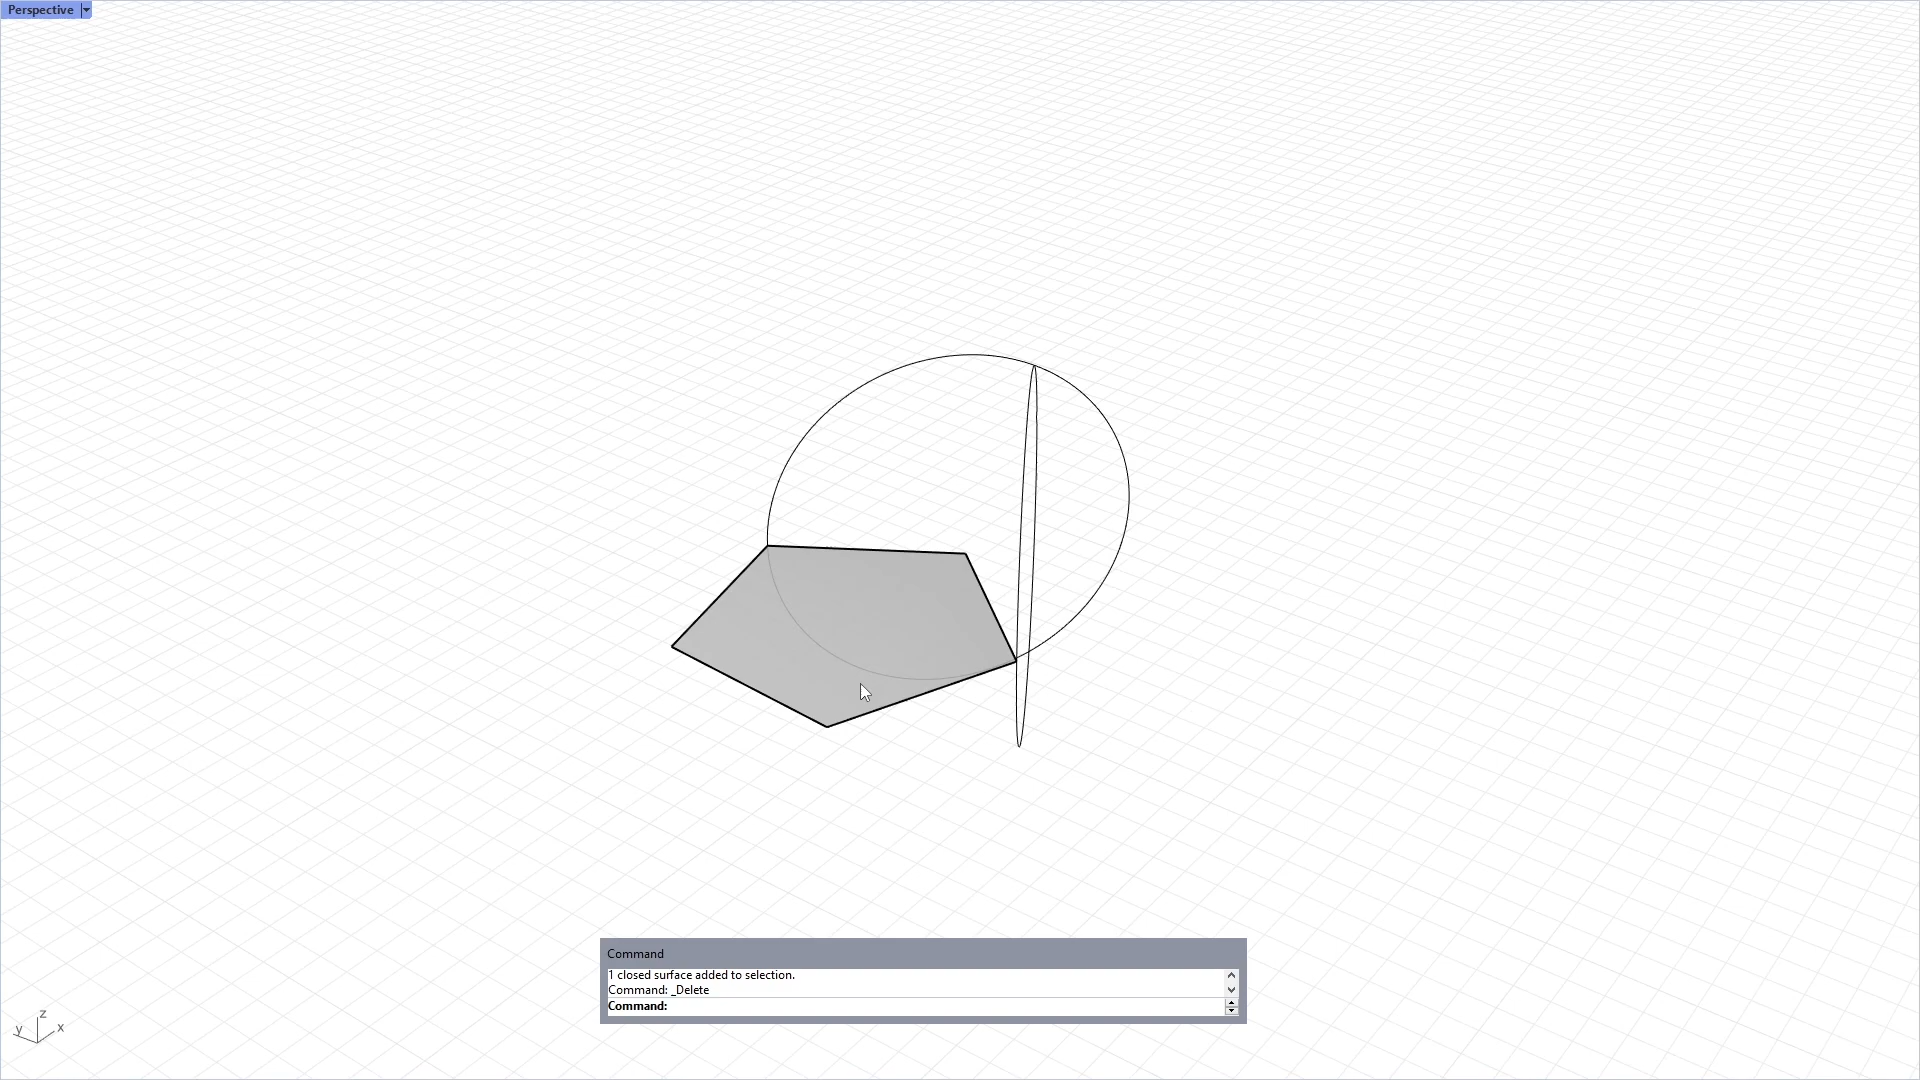 Perspective
Command
1 closed surface added to selection.
Command: _Delete
Command:
z
y
x